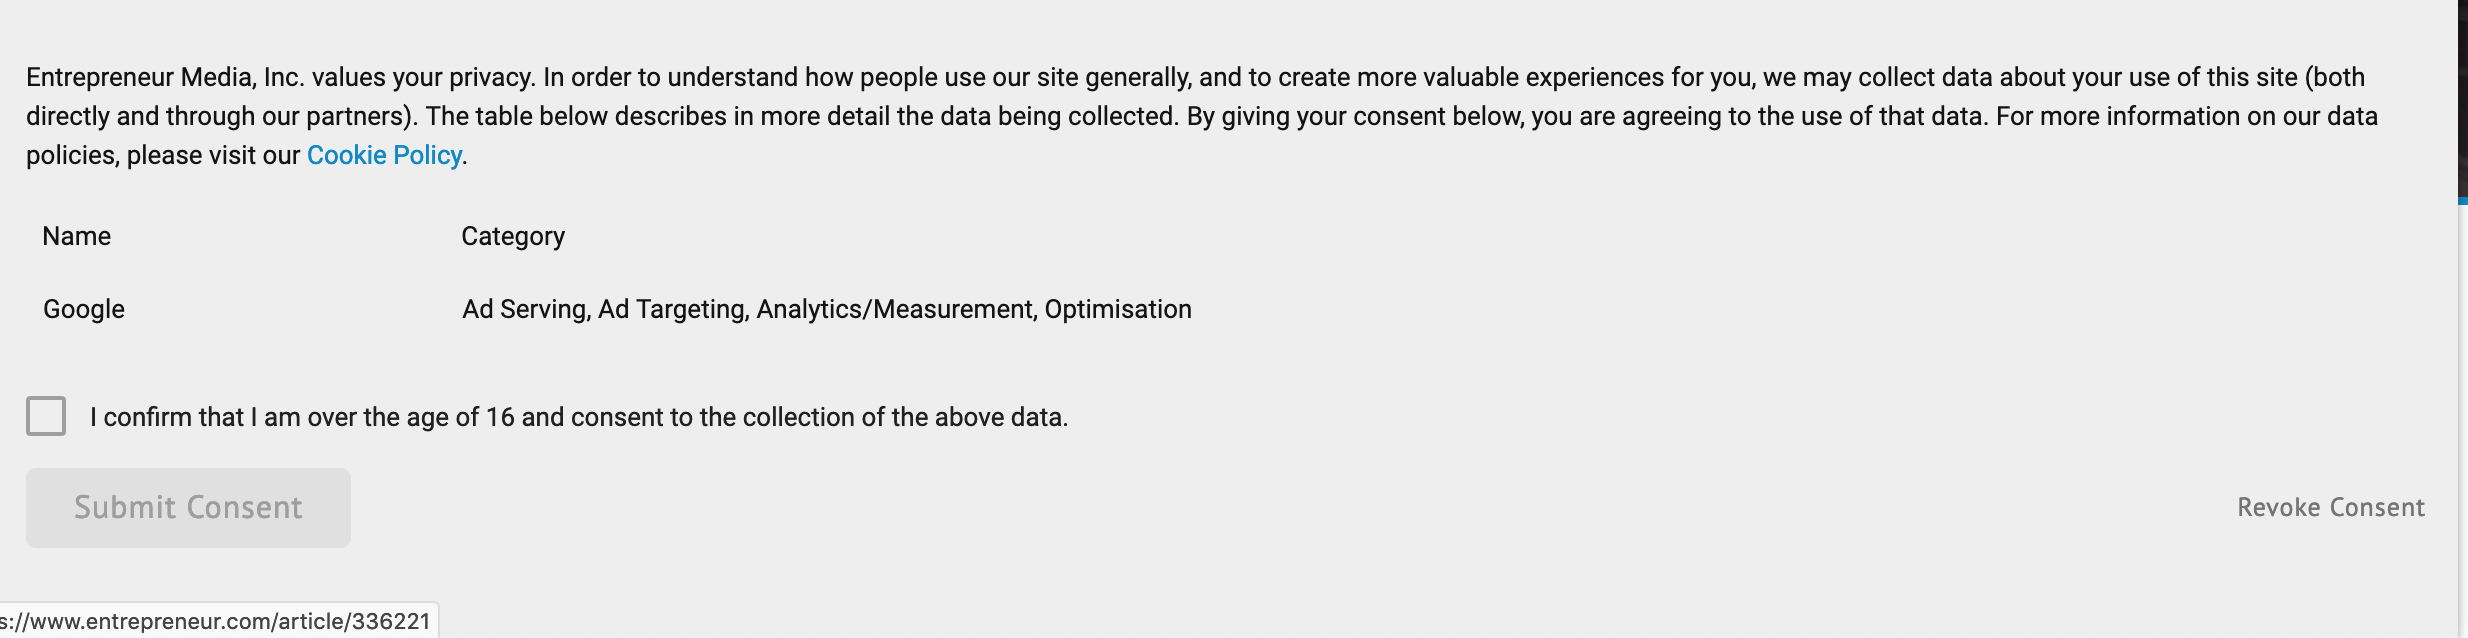 Entrepreneur Media, Inc. values your privacy. In order to understand how people use our site generally, and to create more valuable experiences for you, we may collect data about your use of this site (both
directly and through our partners). The table below describes in more detail the data being collected. By giving your consent below, you are agreeing to the use of that data. For more information on our data
policies, please visit our Cookie Policy.
Name Category
Google Ad Serving, Ad Targeting, Analytics/Measurement, Optimisation
I confirm that I am over the age of 16 and consent to the collection of the above data.
Submit Consent Revoke Consent
s://www.entrepreneur.com/article/336221